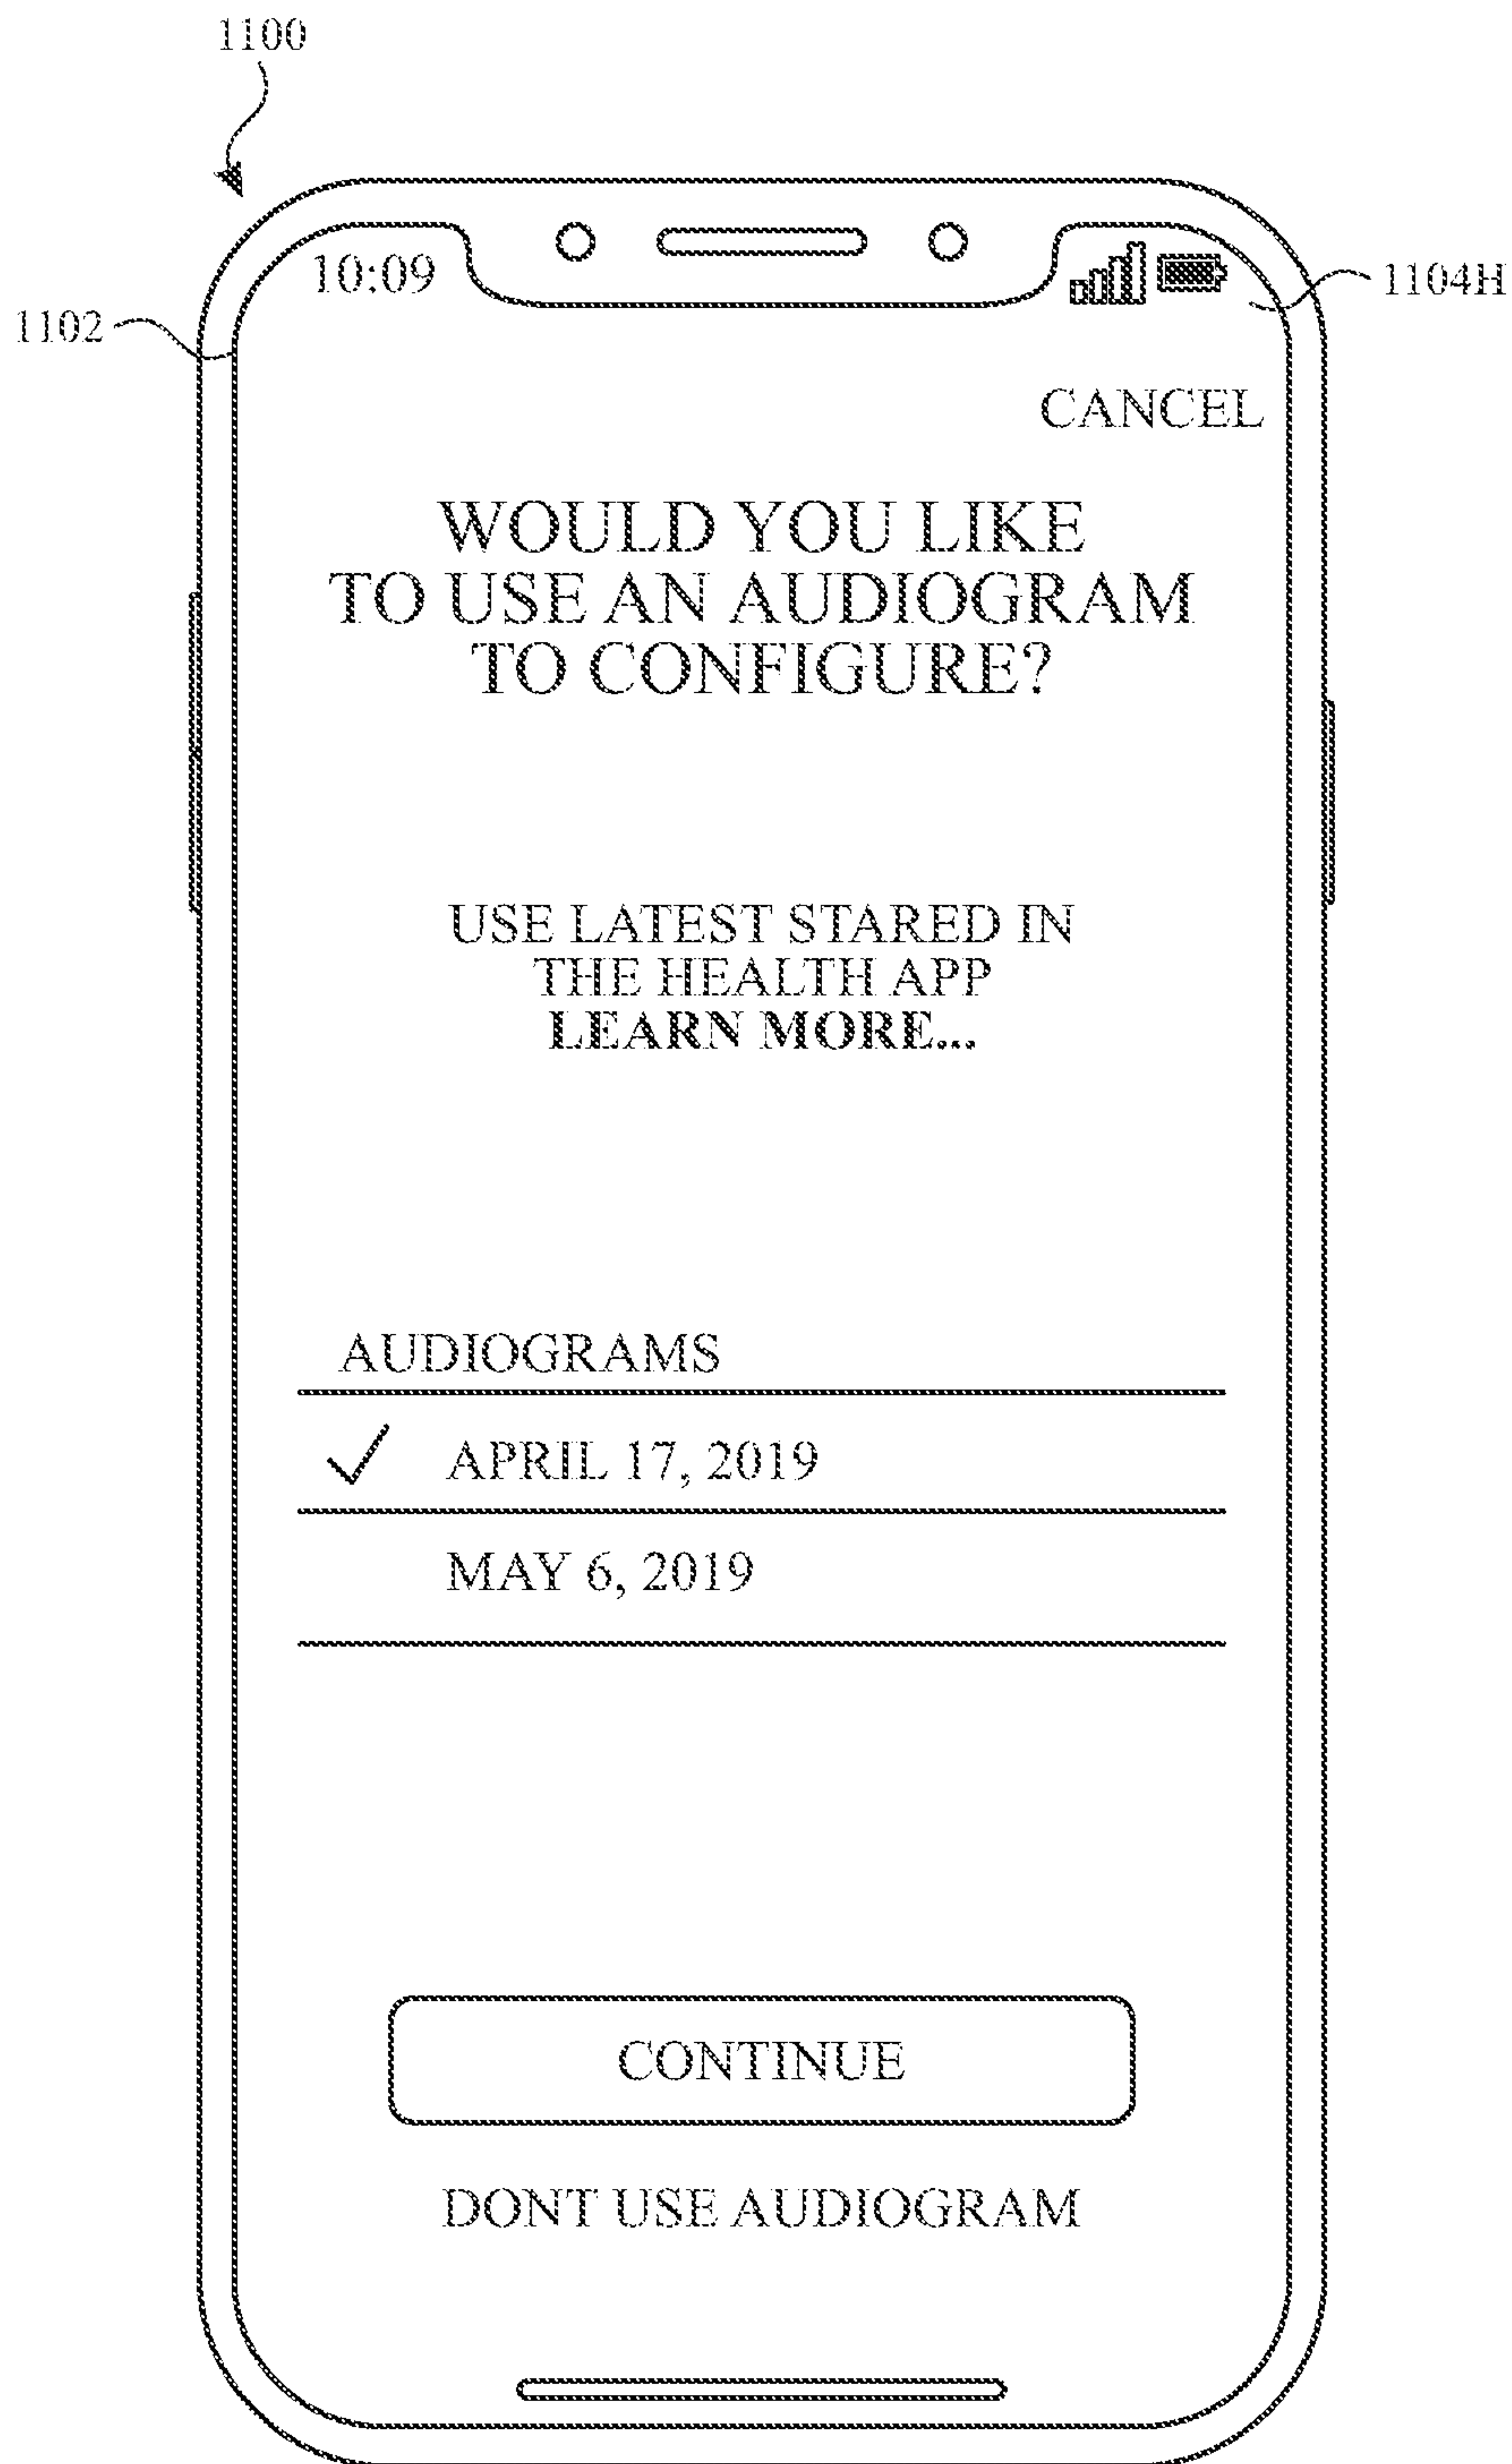 1100
10:09
1104H
1102
CANCEL
WOULD YOU LIKE
TO USE AN AUDIOGRAM
TO CONFIGURE?
USE LATEST STARED IN
THE HEALTH APP
LEARN MORE...
AUDIOGRAMS
APRIL 17, 2019
MAY 6, 2019
CONTINUE
DONT USE AUDIOGRAM